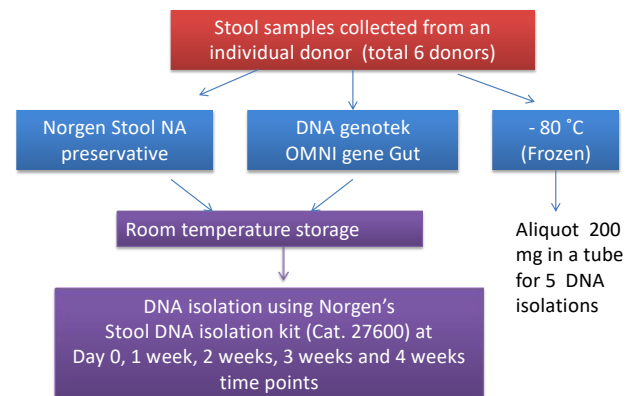 Stool samples collected from an
individual donor (total 6 donors)
Norgen Stool NA
preservative
DNA genotek
OMNI gene Gut
- 80 ˚C
(Frozen)
Room temperature storage
Aliquot 200
mg in a tube
for 5 DNA
isolations
DNA isolation using Norgen’s
Stool DNA isolation kit (Cat. 27600) at
Day 0, 1 week, 2 weeks, 3 weeks and 4 weeks
time points